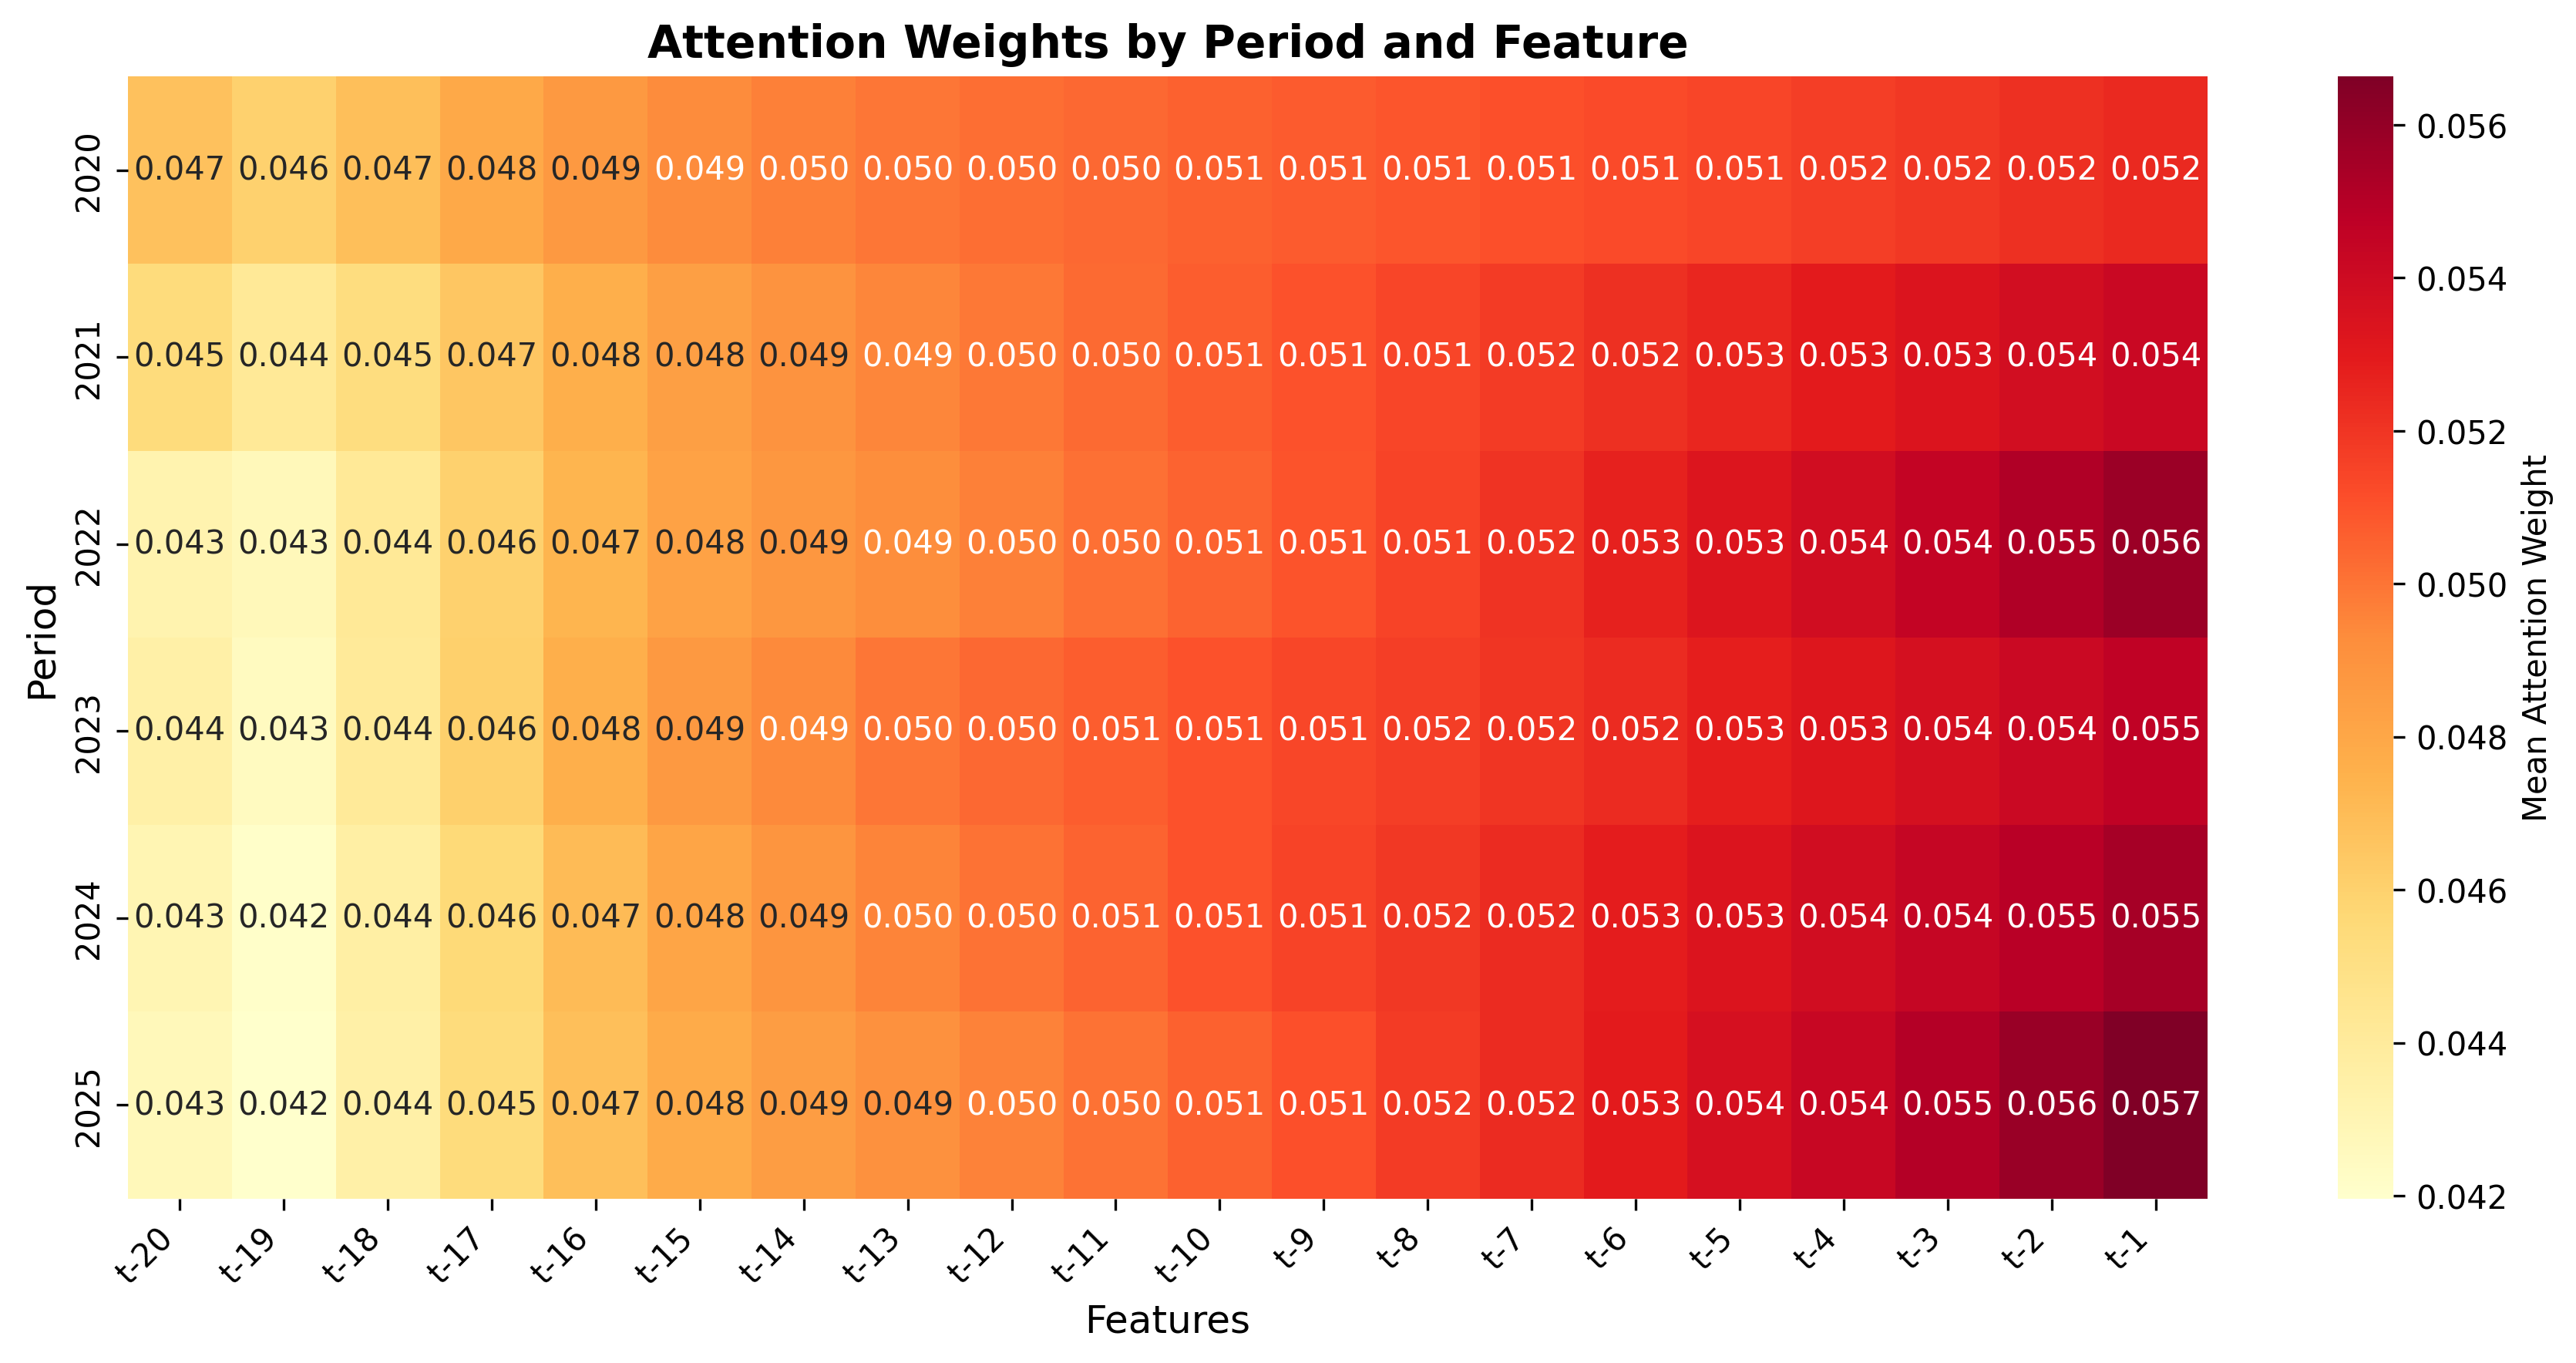 Attention Weights by Period and Feature
Period
2020 0.047 0.046 0.047 0.048 0.049 0.049 0.050 0.050 0.050 0.050 0.051 0.051 0.051 0.051 0.051 0.051 0.052 0.052 0.052 0.052
2021 0.045 0.044 0.045 0.047 0.048 0.048 0.049 0.049 0.050 0.050 0.051 0.051 0.051 0.052 0.052 0.053 0.053 0.053 0.054 0.054
2022 0.043 0.043 0.044 0.046 0.047 0.048 0.049 0.049 0.050 0.050 0.051 0.051 0.051 0.052 0.053 0.053 0.054 0.054 0.055 0.056
2023 0.044 0.043 0.044 0.046 0.048 0.049 0.049 0.050 0.050 0.051 0.051 0.051 0.052 0.052 0.052 0.053 0.053 0.054 0.054 0.055
2024 0.043 0.042 0.044 0.046 0.047 0.048 0.049 0.050 0.050 0.051 0.051 0.051 0.052 0.052 0.053 0.053 0.054 0.054 0.055 0.055
2025 0.043 0.042 0.044 0.045 0.047 0.048 0.049 0.049 0.050 0.050 0.051 0.051 0.052 0.052 0.053 0.054 0.054 0.055 0.056 0.057
t-20 t-19 t-18 t-17 t-16 t-15 t-14 t-13 t-12 t-11 t-10 t-9 t-8 t-7 t-6 t-5 t-4 t-3 t-2 t-1
Features
0.056
0.054
0.052
0.050
0.048
0.046
0.044
0.042
Mean Attention Weight